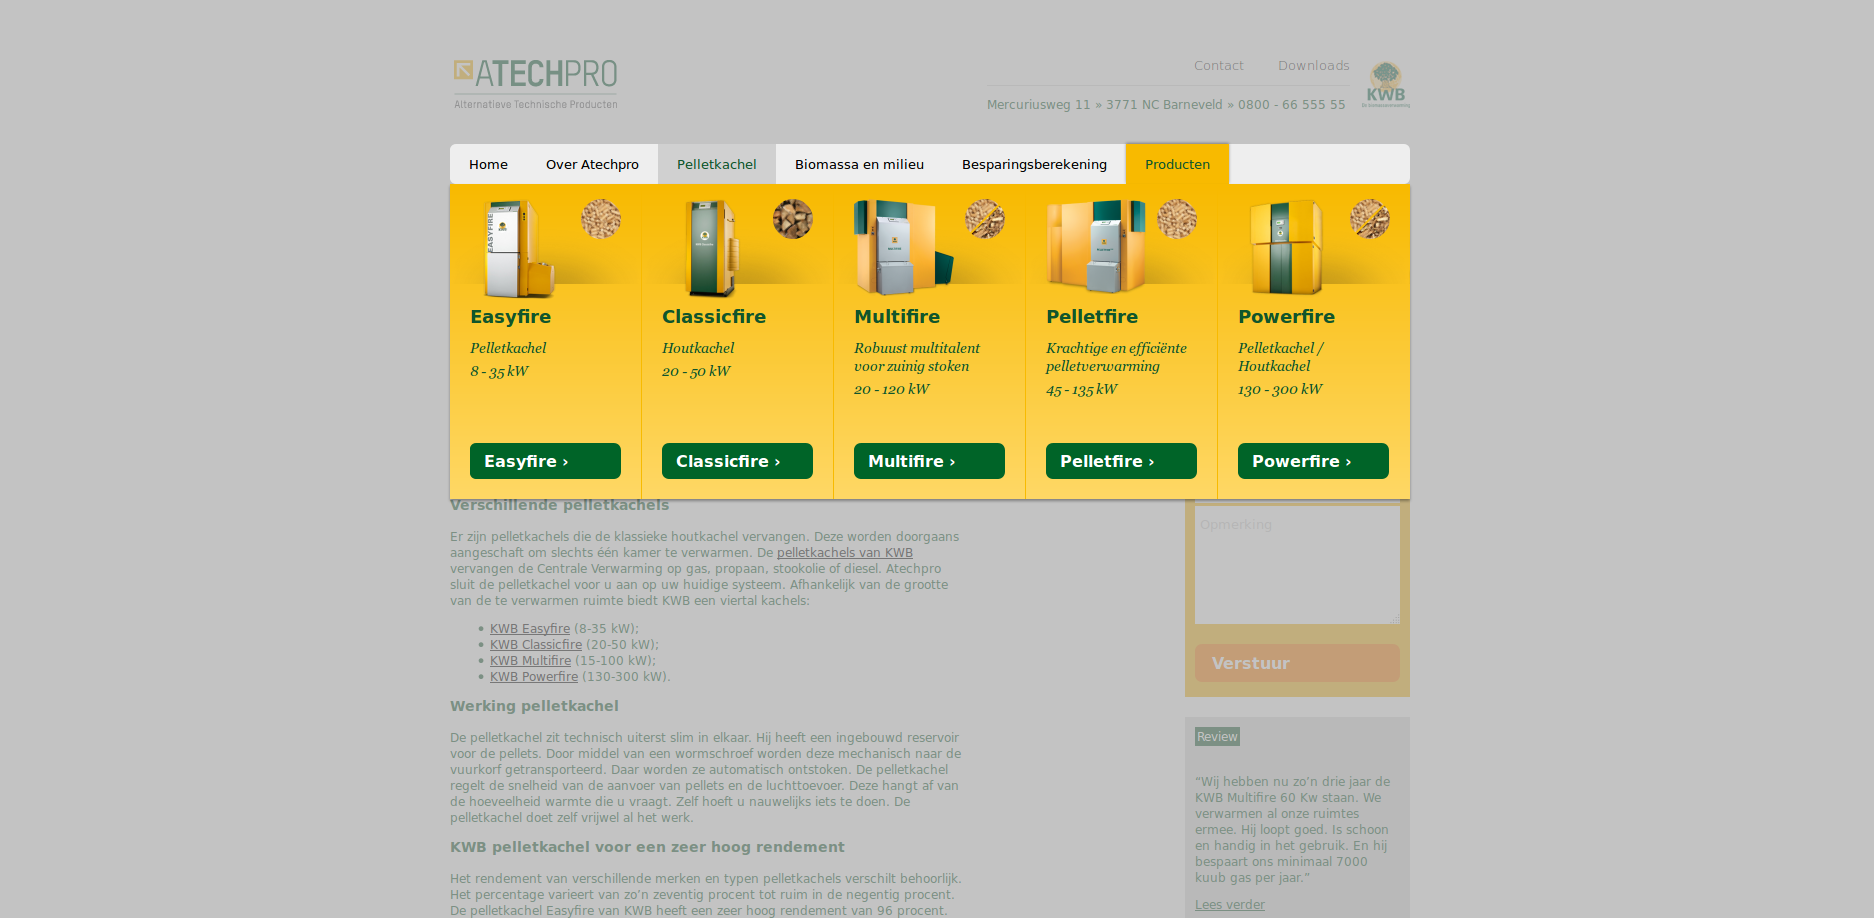 ATECHPRO
Alternatieve Technische Producten
Contact
Downloads
Mercuriusweg 11 » 3771 NC Barneveld » 0800 - 66 555 55
KWB
Home
Over Atechpro
Pelletkachel
Biomassa en milieu
Besparingsberekening
Producten
EASYFIRE
Easyfire
Pelletkachel
8 - 35 kW
Easyfire ›
Classicfire
Houtkachel
20 - 50 kW
Classicfire ›
Multifire
Robuust multitalent
voor zuinig stoken
20 - 120 kW
Multifire ›
Pelletfire
Krachtige en efficiënte
pelletverwarming
45 - 135 kW
Pelletfire ›
Powerfire
Pelletkachel /
Houtkachel
130 - 300 kW
Powerfire ›
Verschillende pelletkachels
Er zijn pelletkachels die de klassieke houtkachel vervangen. Deze worden doorgaans
aangeschaft om slechts één kamer te verwarmen. De pelletkachels van KWB
vervangen de Centrale Verwarming op gas, propaan, stookolie of diesel. Atechpro
sluit de pelletkachel voor u aan op uw huidige systeem. Afhankelijk van de grootte
van de te verwarmen ruimte biedt KWB een viertal kachels:
• KWB Easyfire (8-35 kW);
• KWB Classicfire (20-50 kW);
• KWB Multifire (15-100 kW);
• KWB Powerfire (130-300 kW).
Werking pelletkachel
De pelletkachel zit technisch uiterst slim in elkaar. Hij heeft een ingebouwd reservoir
voor de pellets. Door middel van een wormschroef worden deze mechanisch naar de
vuurkorf getransporteerd. Daar worden ze automatisch ontstoken. De pelletkachel
regelt de snelheid van de aanvoer van pellets en de luchttoevoer. Deze hangt af van
de hoeveelheid warmte die u vraagt. Zelf hoeft u nauwelijks iets te doen. De
pelletkachel doet zelf vrijwel al het werk.
KWB pelletkachel voor een zeer hoog rendement
Het rendement van verschillende merken en typen pelletkachels verschilt behoorlijk.
Het percentage varieert van zo’n zeventig procent tot ruim in de negentig procent.
De pelletkachel Easyfire van KWB heeft een zeer hoog rendement van 96 procent.
Opmerking
Verstuur
Review
“Wij hebben nu zo’n drie jaar de
KWB Multifire 60 Kw staan. We
verwarmen al onze ruimtes
ermee. Hij loopt goed. Is schoon
en handig in het gebruik. En hij
bespaart ons minimaal 7000
kuub gas per jaar.”
Lees verder